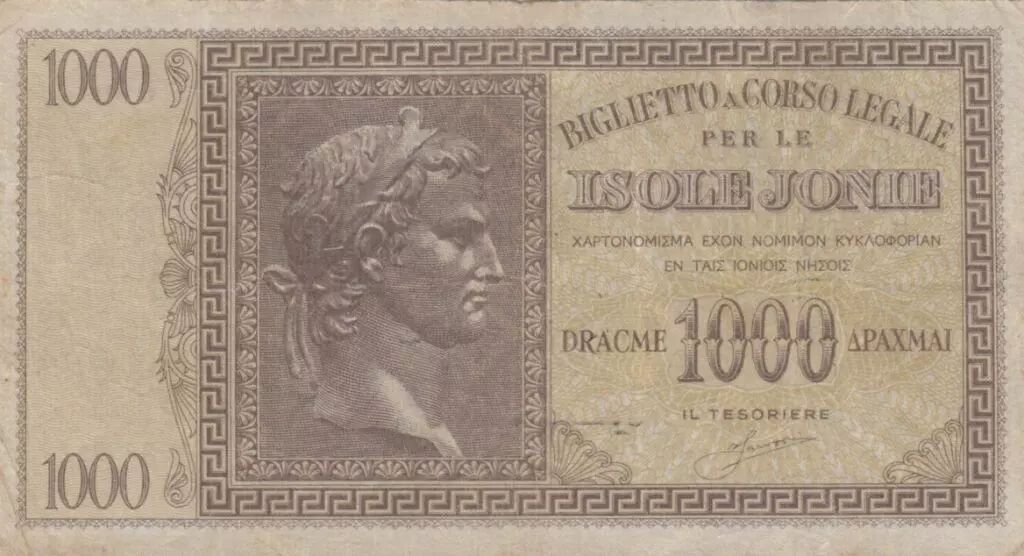 1000
BIGLIETTO A CORSO LEGALE
PER LE
ISOLE JONIE
ΧΑΡΤΟΝΟΜΙΣΜΑ ΕΧΟΝ ΝΟΜΙΜΟΝ ΚΥΚΛΟΦΟΡΙΑΝ
ΕΝ ΤΑΙΣ ΙΟΝΙΟΙΣ ΝΗΣΟΙΣ
DRACME 1000 ΔΡΑΧΜΑΙ
IL TESORIERE
1000